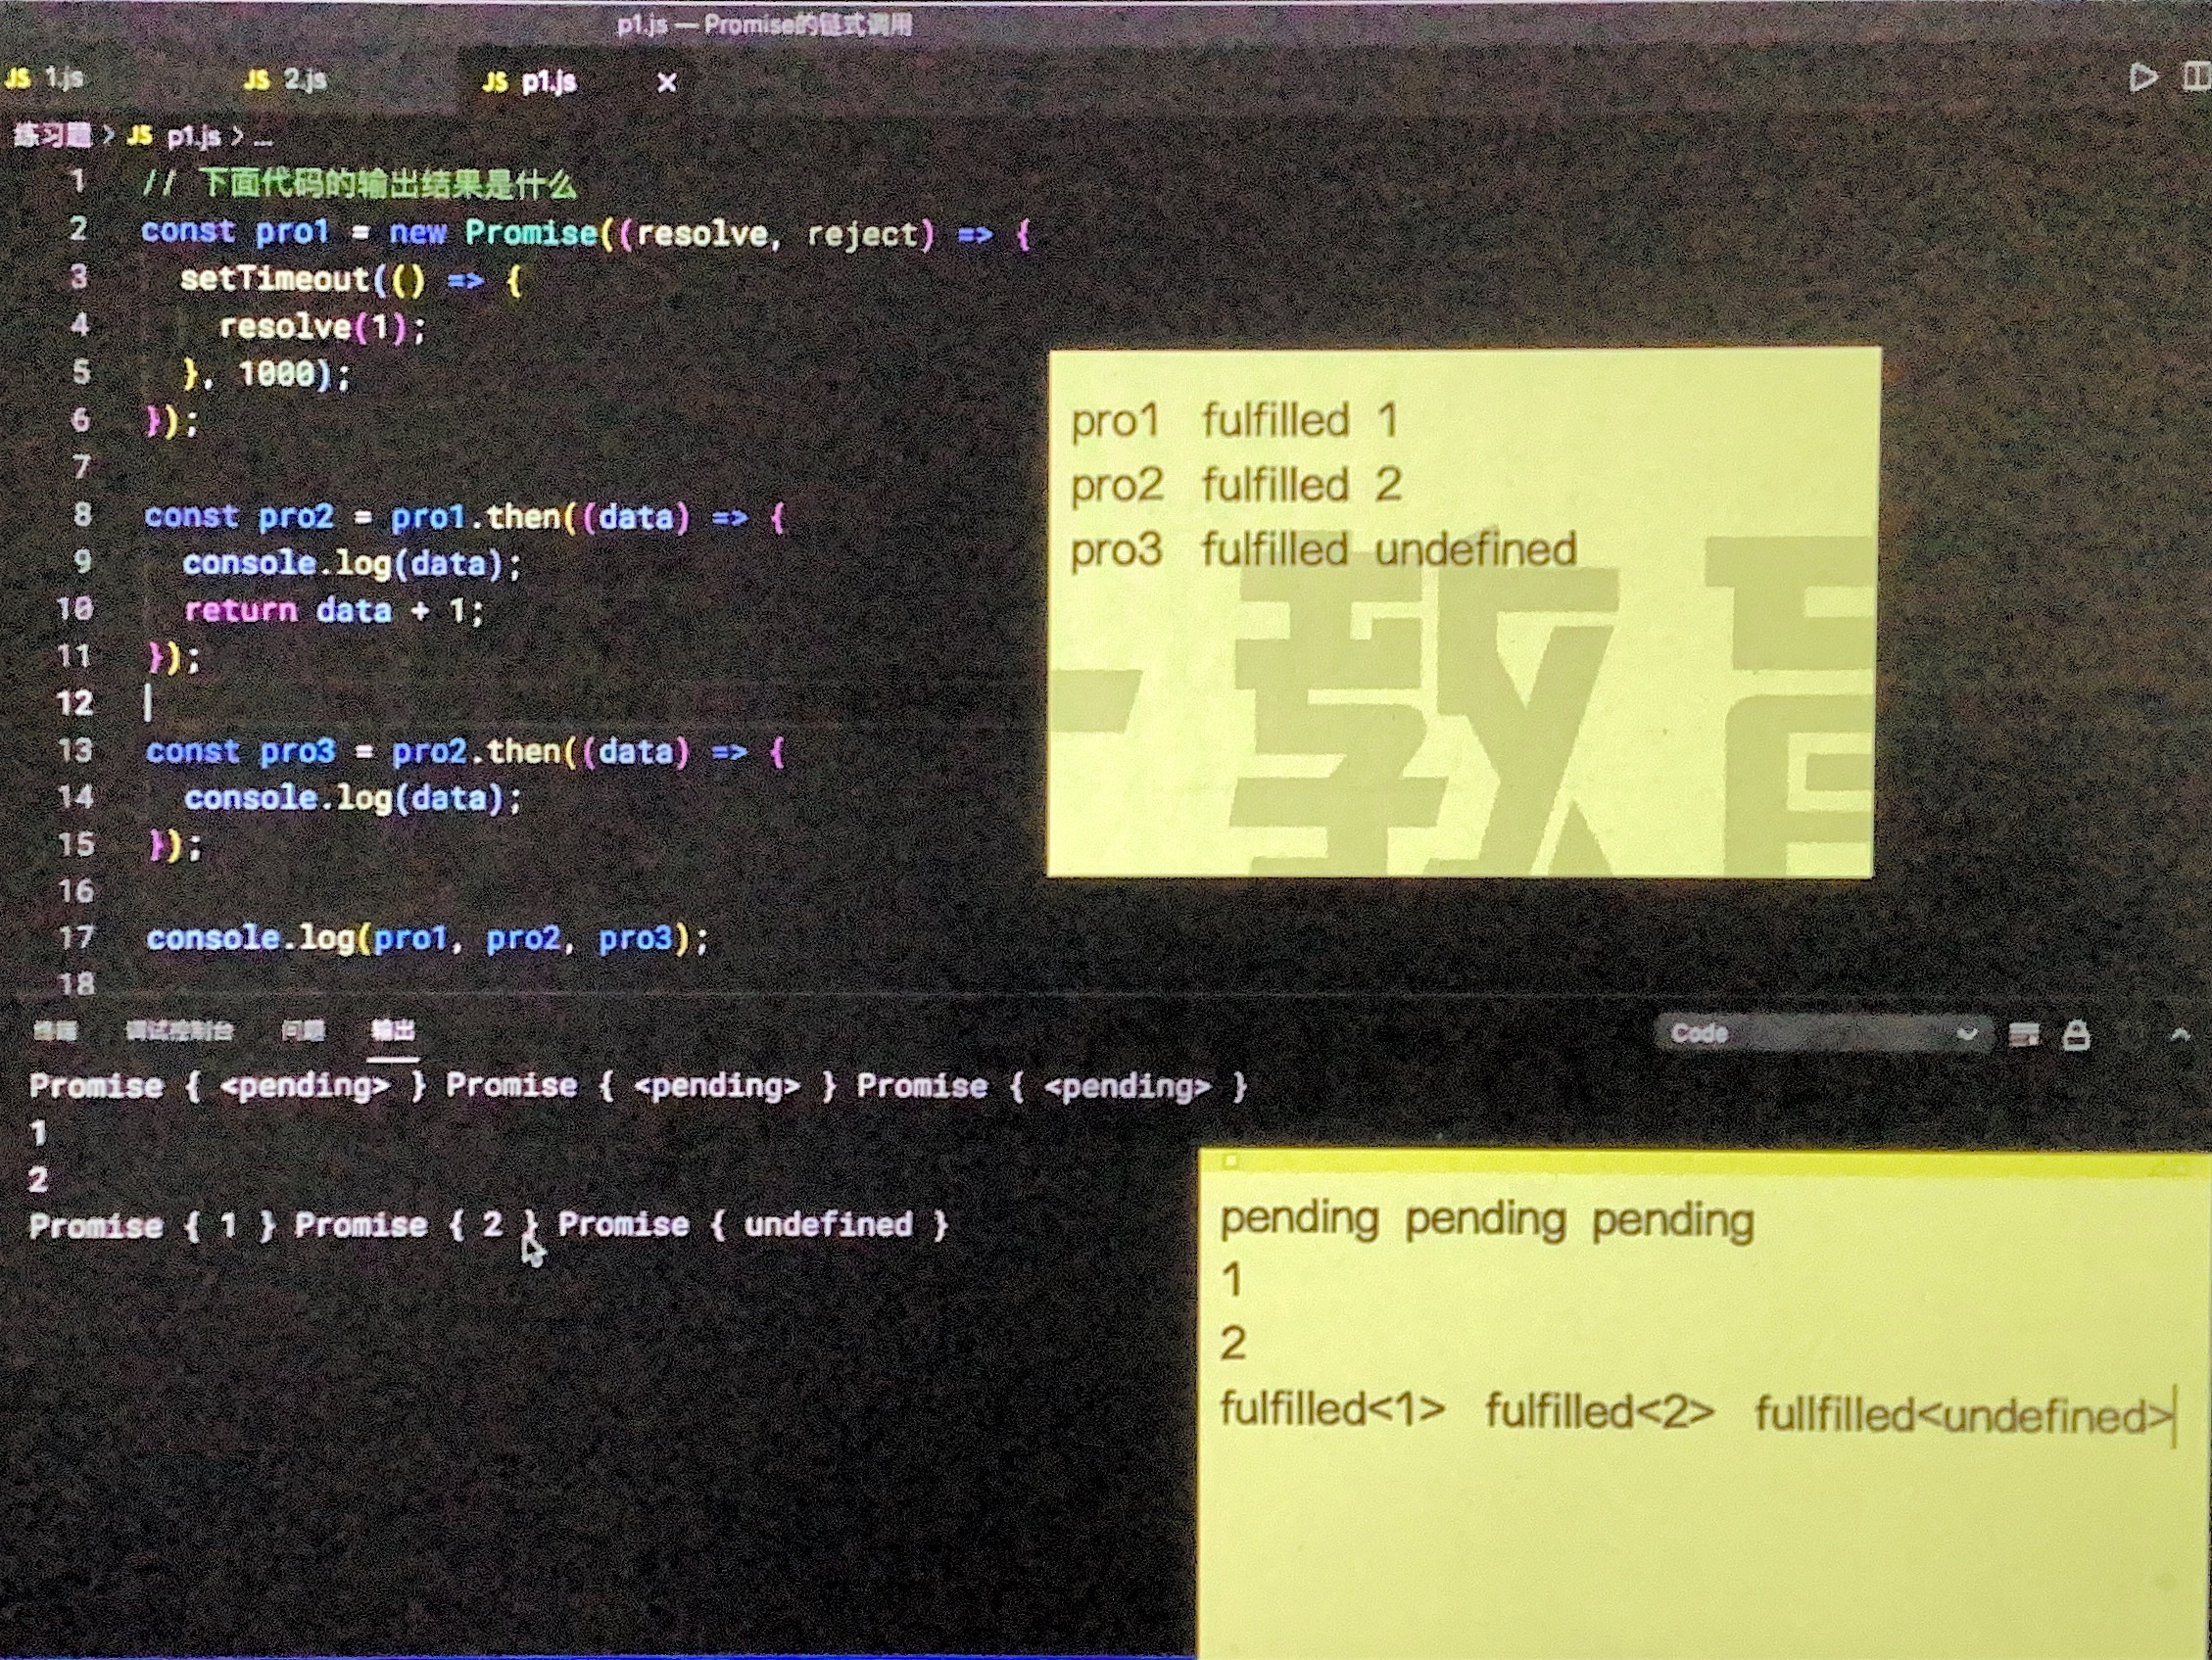 p1.js — Promise的链式调用
JS 1.js JS 2.js JS p1.js ×
练习题 > JS p1.js > ...
1 // 下面代码的输出结果是什么
2 const pro1 = new Promise((resolve, reject) => {
3 setTimeout(() => {
4 resolve(1);
5 }, 1000);
6 });
7
8 const pro2 = pro1.then((data) => {
9 console.log(data);
10 return data + 1;
11 });
12
13 const pro3 = pro2.then((data) => {
14 console.log(data);
15 });
16
17 console.log(pro1, pro2, pro3);
18
pro1 fulfilled 1
pro2 fulfilled 2
pro3 fulfilled undefined
教育
终端 调试控制台 问题 输出 Code
Promise { <pending> } Promise { <pending> } Promise { <pending> }
1
2
Promise { 1 } Promise { 2 } Promise { undefined }
pending pending pending
1
2
fulfilled<1> fulfilled<2> fullfilled<undefined>